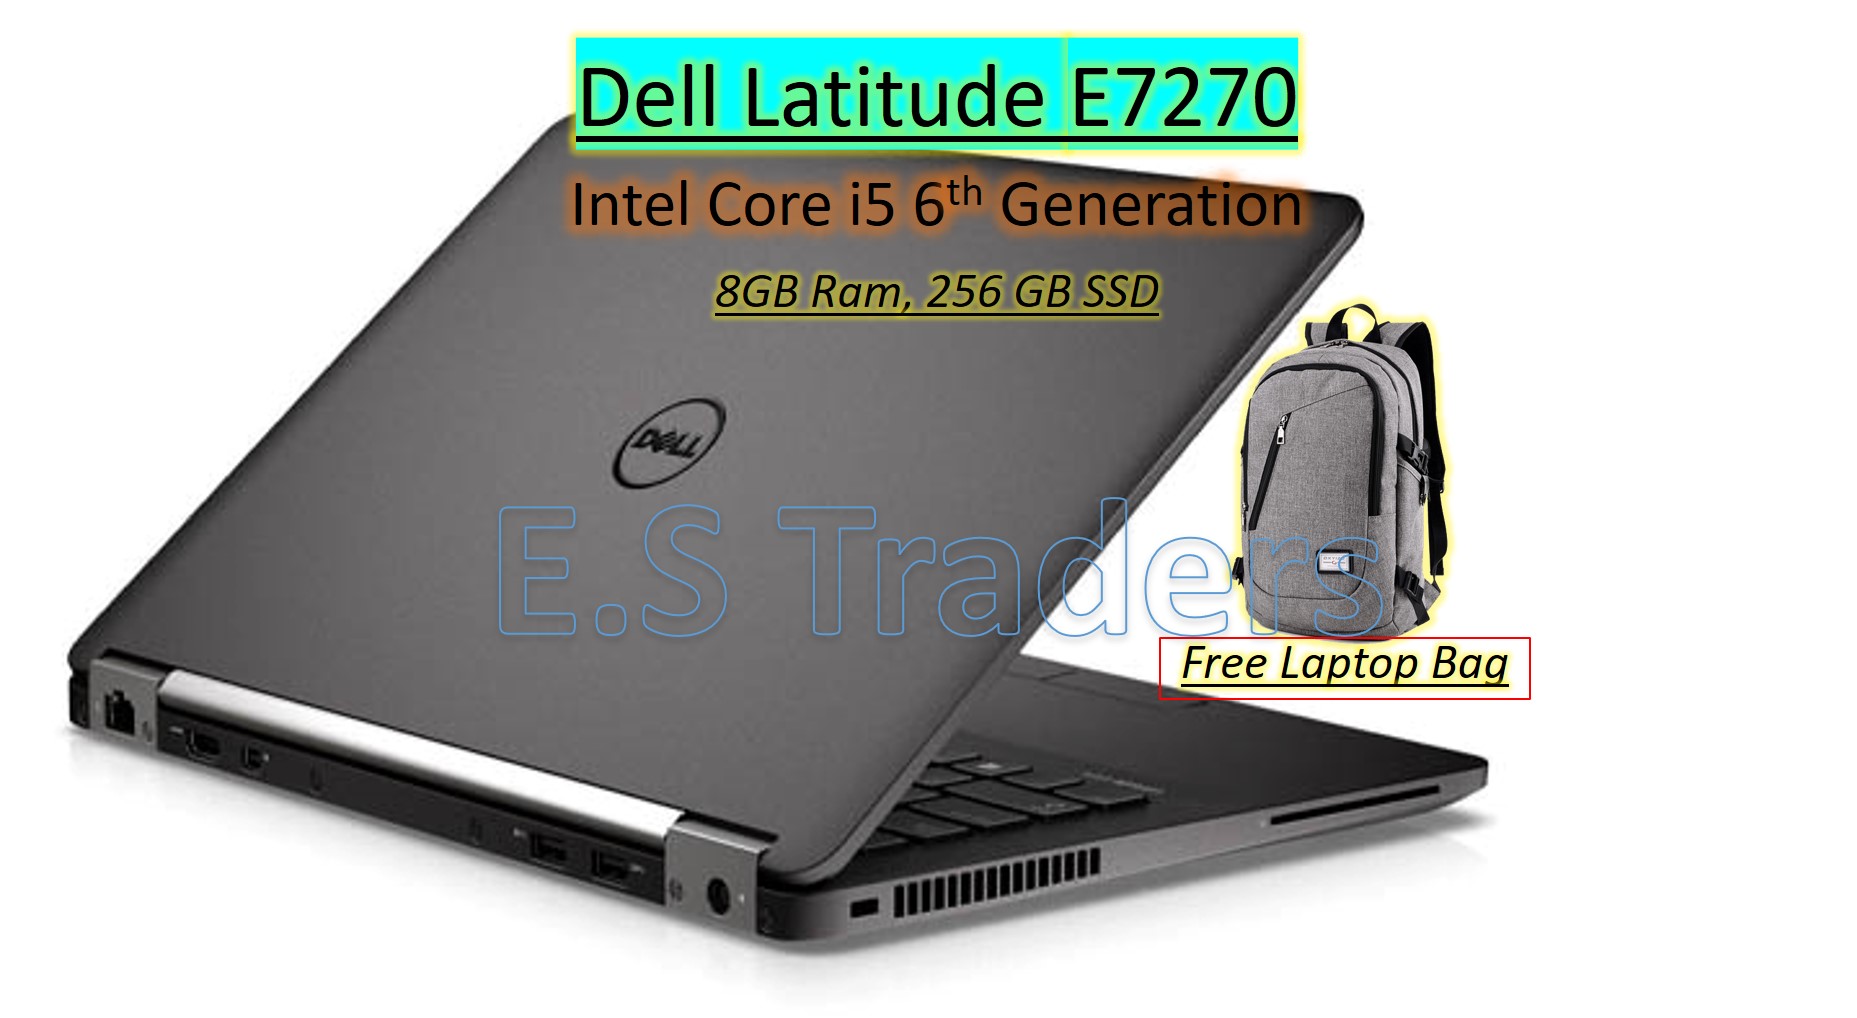 Dell Latitude E7270
Intel Core i5 6th Generation
8GB Ram, 256 GB SSD
DELL
E.S Traders
Free Laptop Bag